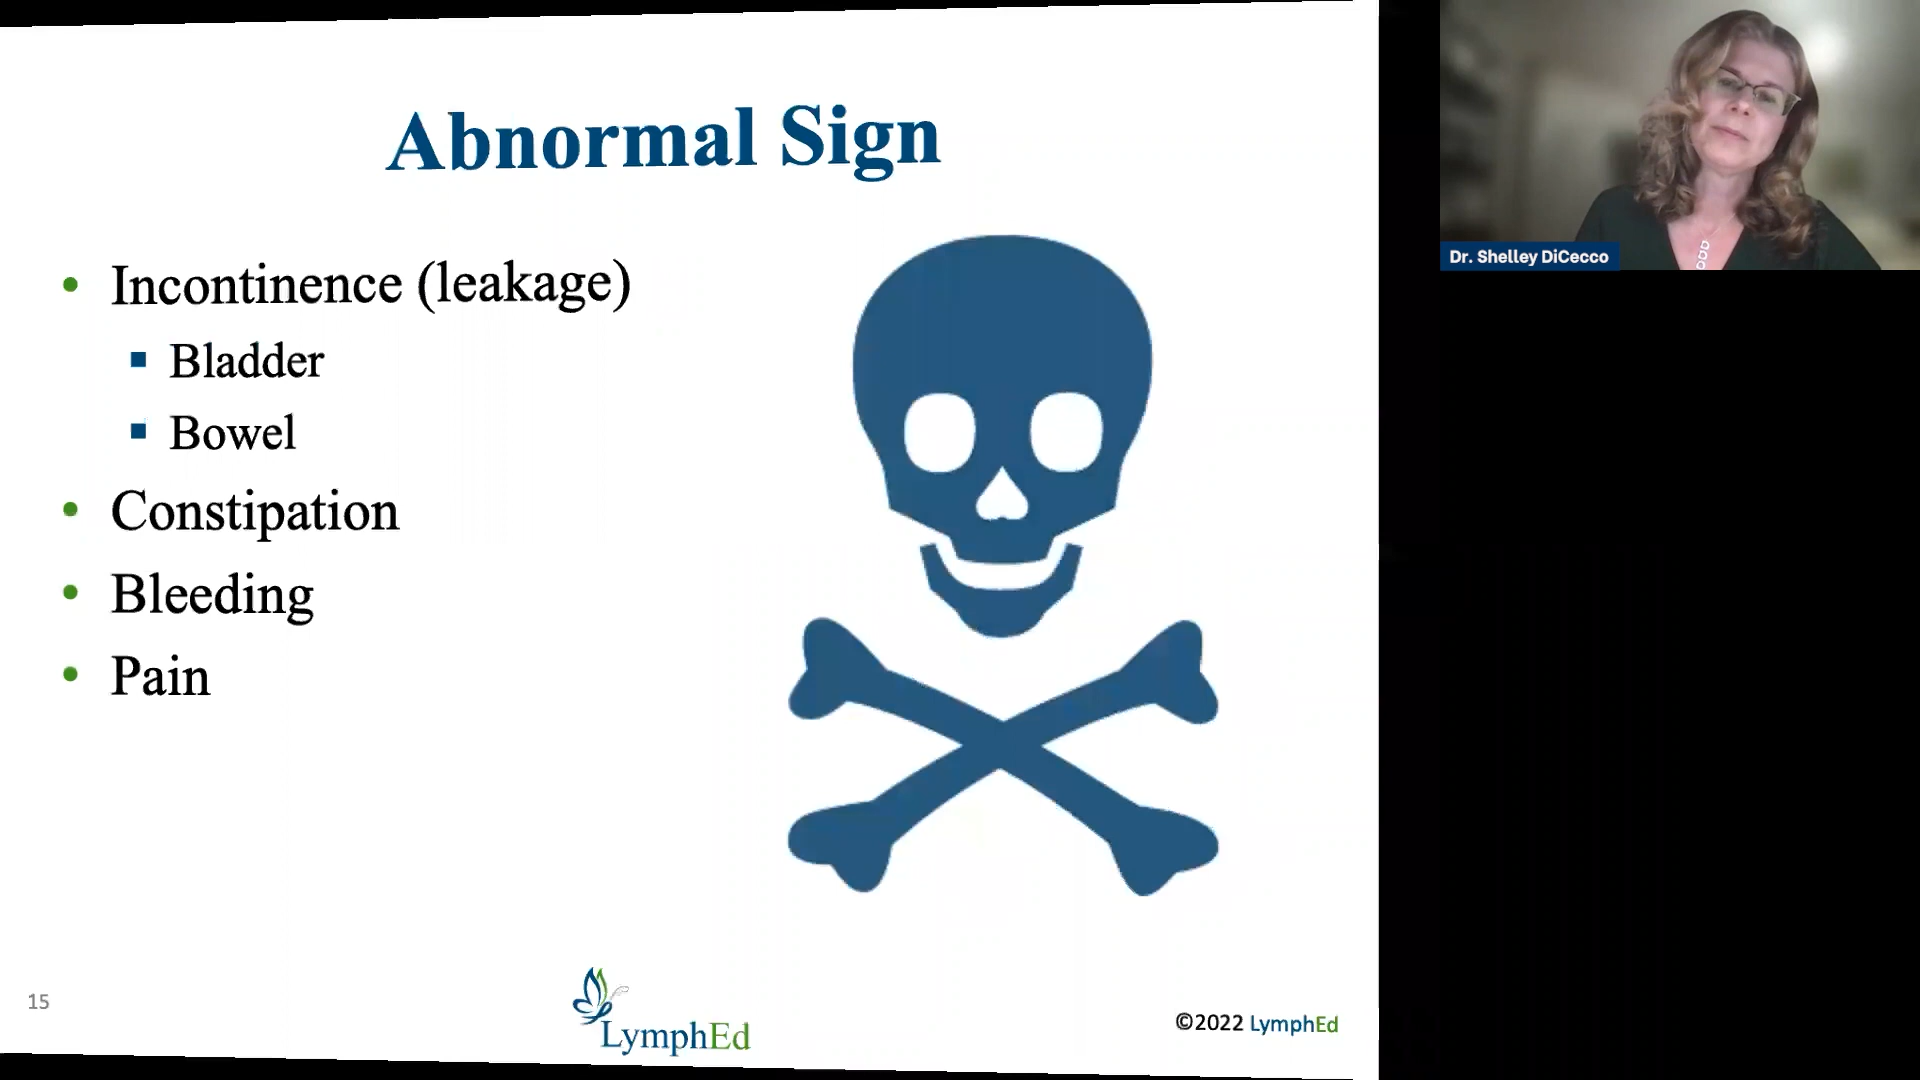 Abnormal Sign
Incontinence (leakage)
Bladder
Bowel
Constipation
Bleeding
Pain
15
LymphEd
©2022 LymphEd
Dr. Shelley DiCecco